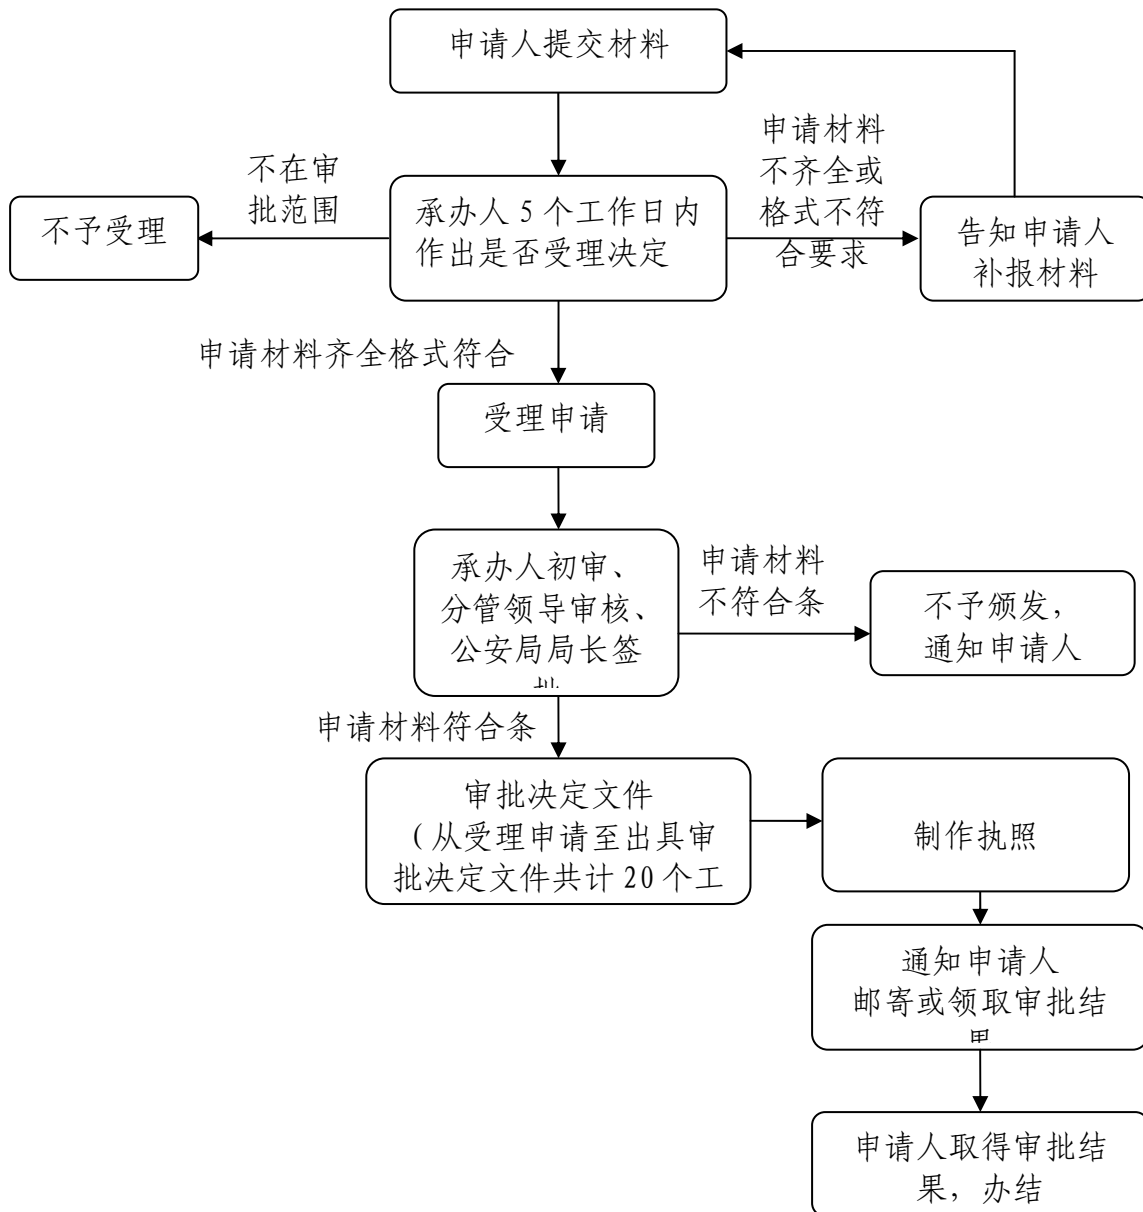 申请人提交材料
不在审
批范围
申请材料
不齐全或
格式不符
合要求
不予受理
承办人 5 个工作日内
作出是否受理决定
告知申请人
补报材料
申请材料齐全格式符合
受理申请
承办人初审、
分管领导审核、
公安局局长签
申请材料
不符合条
不予颁发，
通知申请人
申请材料符合条
审批决定文件
（从受理申请至出具审
批决定文件共计 20 个工
制作执照
通知申请人
邮寄或领取审批结
申请人取得审批结
果，办结